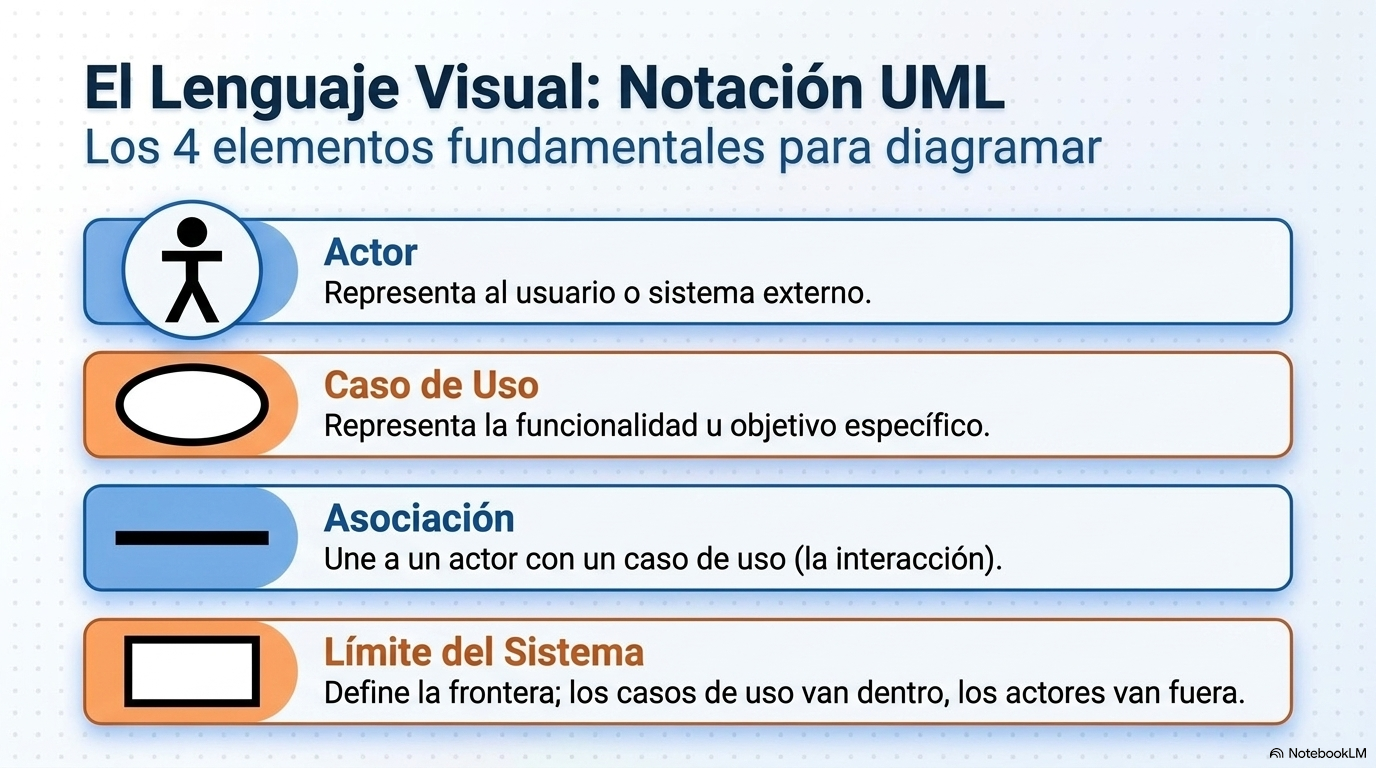 El Lenguaje Visual: Notación UML
Los 4 elementos fundamentales para diagramar
Actor
Representa al usuario o sistema externo.
Caso de Uso
Representa la funcionalidad u objetivo específico.
Asociación
Une a un actor con un caso de uso (la interacción).
Límite del Sistema
Define la frontera; los casos de uso van dentro, los actores van fuera.
NotebookLM